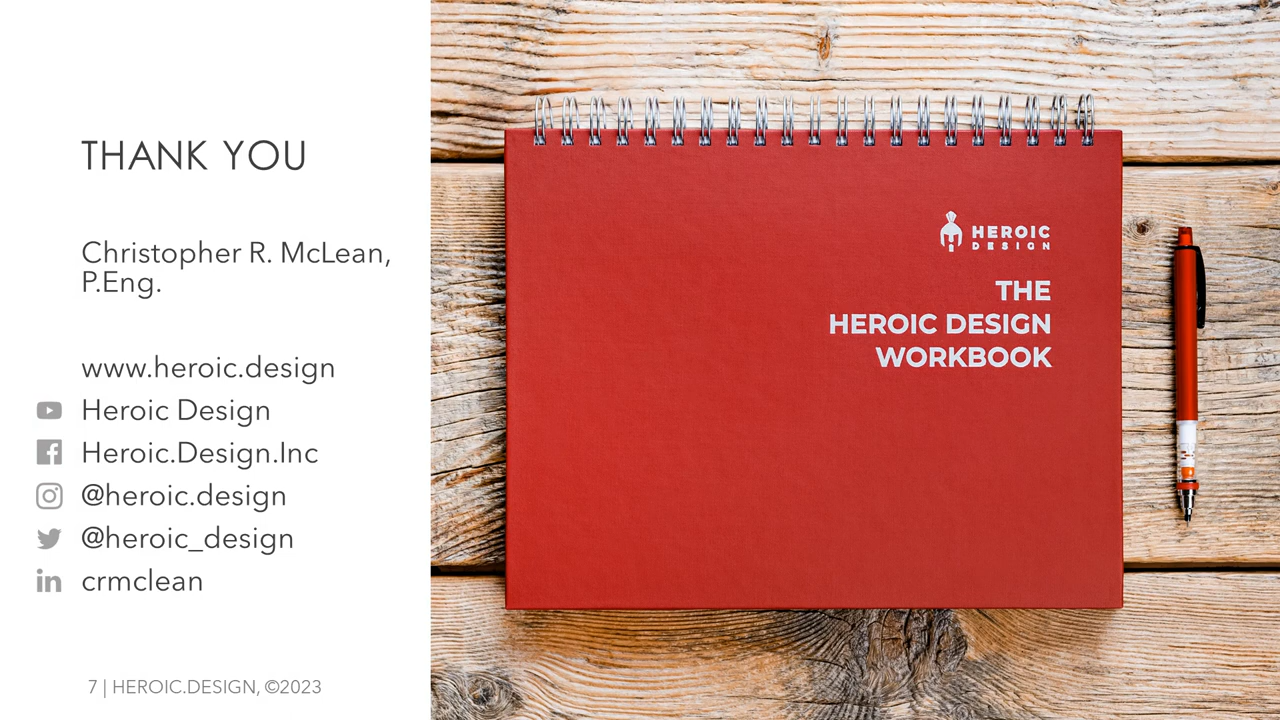 THANK YOU
Christopher R. McLean,
P.Eng.
www.heroic.design
Heroic Design
Heroic.Design.Inc
@heroic.design
@heroic_design
crmclean
7 | HEROIC.DESIGN, ©2023
HEROIC
DESIGN
THE
HEROIC DESIGN
WORKBOOK